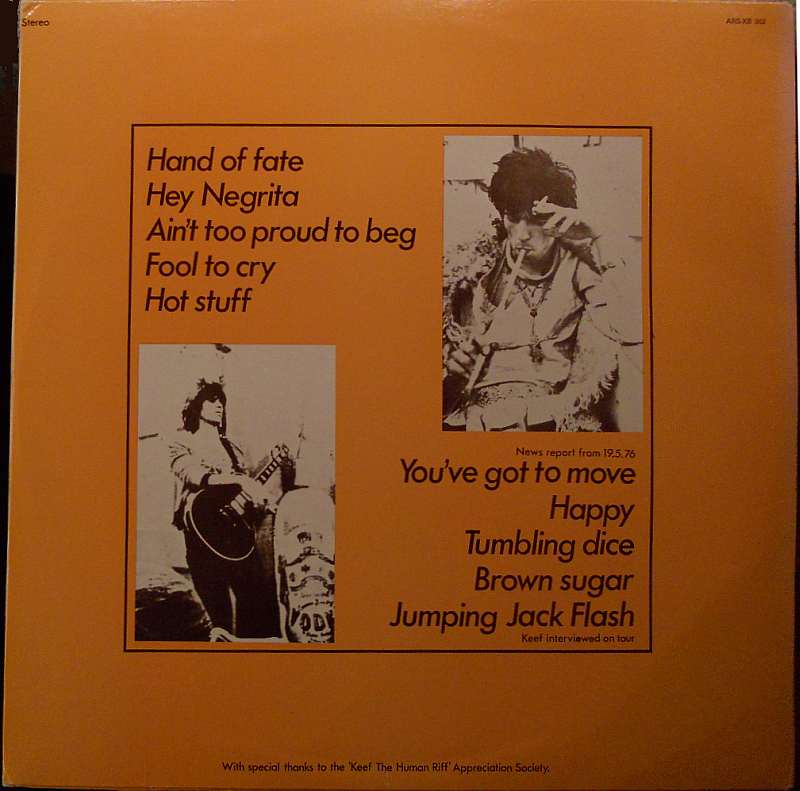 Stereo
Hand of fate
Hey Negrita
Ain't too proud to beg
Fool to cry
Hot stuff
News report from 19.5.76
You've got to move
Happy
Tumbling dice
Brown sugar
Jumping Jack Flash
Keef interviewed on tour
With special thanks to the 'Keef The Human Riff' Appreciation Society.